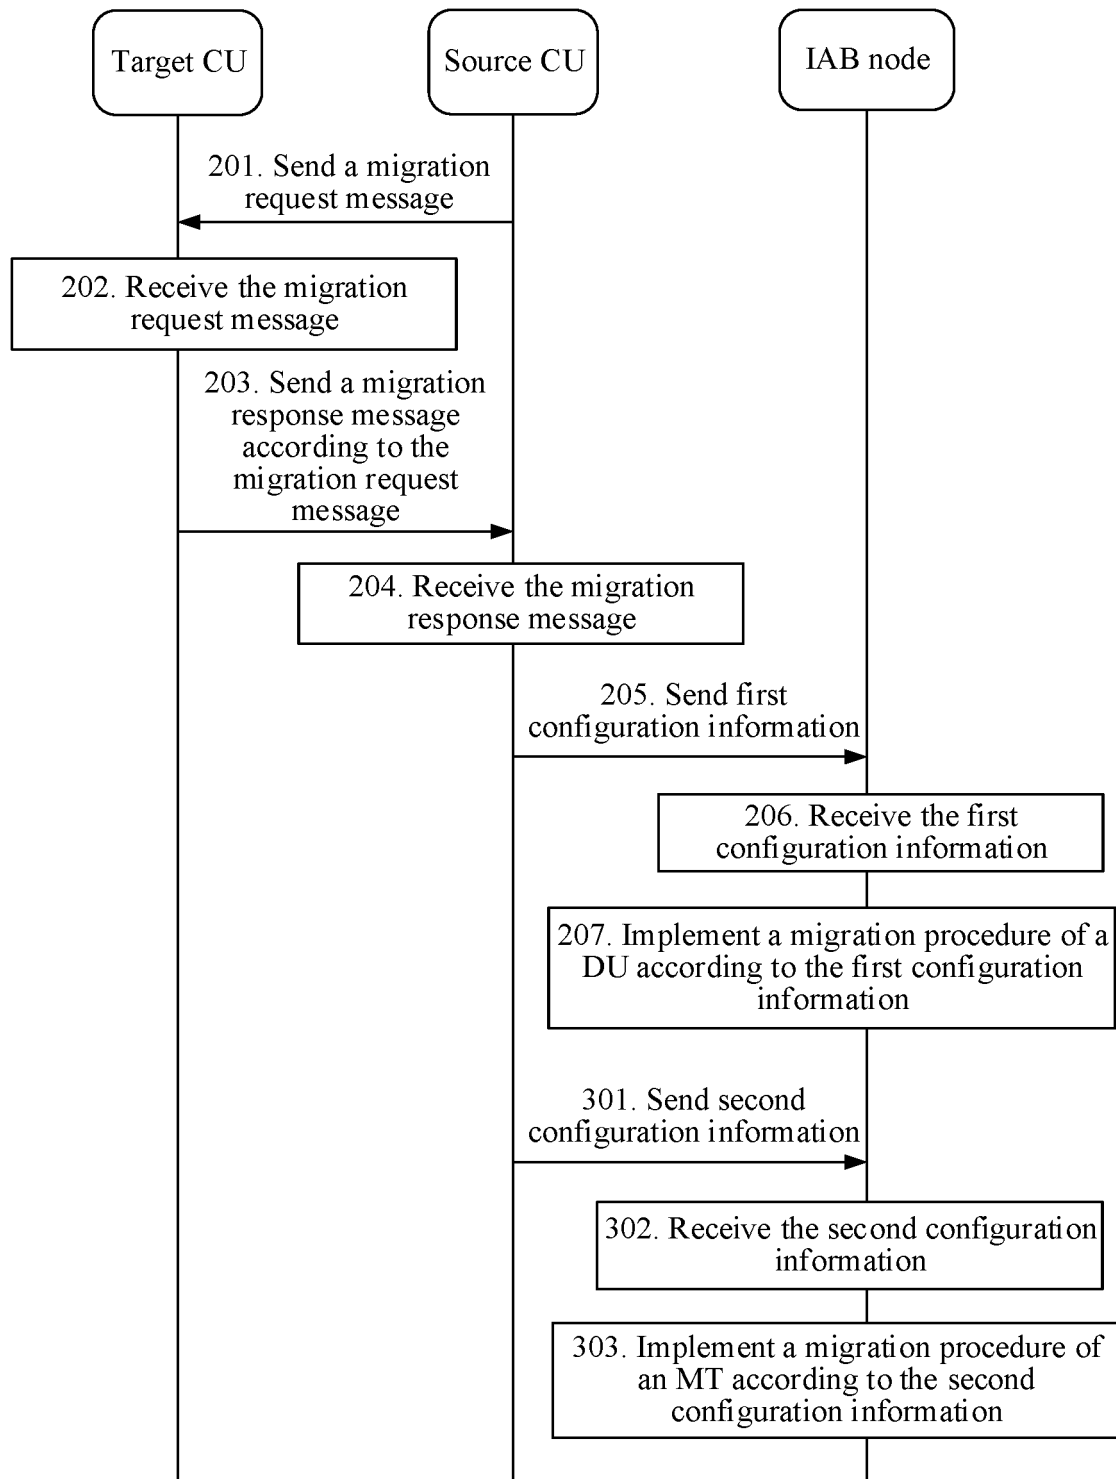 Target CU
Source CU
IAB node
201. Send a migration
request message
202. Receive the migration
request message
203. Send a migration
response message
according to the
migration request
message
204. Receive the migration
response message
205. Send first
configuration information
206. Receive the first
configuration information
207. Implement a migration procedure of a
DU according to the first configuration
information
301. Send second
configuration information
302. Receive the second configuration
information
303. Implement a migration procedure of
an MT according to the second
configuration information